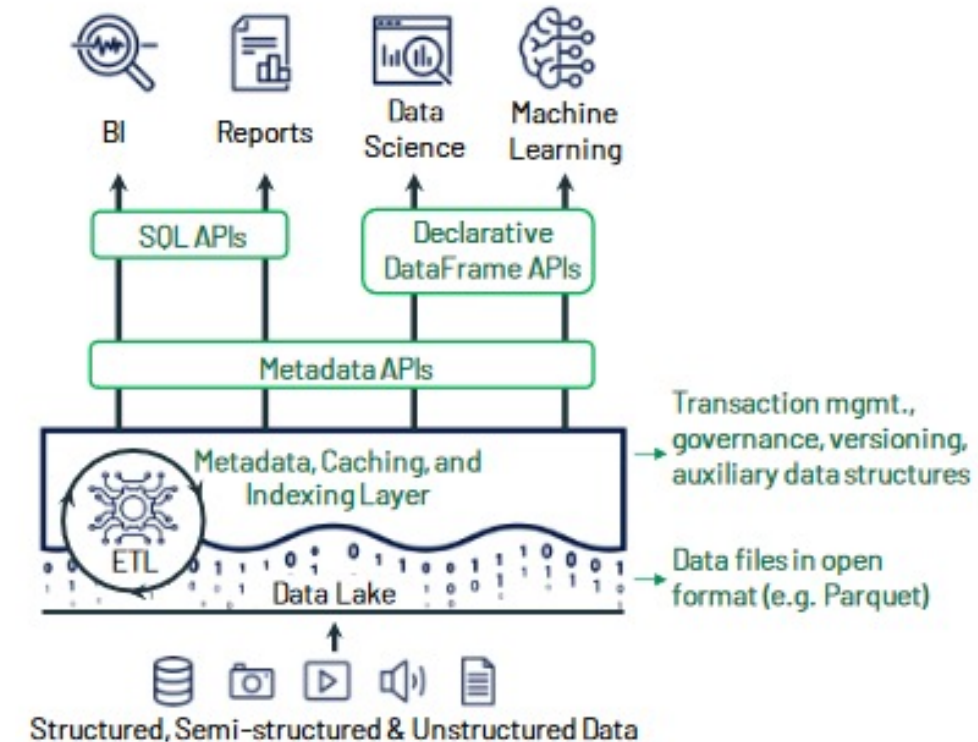 BI
Reports
Data
Science
Machine
Learning
SQL APIs
Declarative
DataFrame APIs
Metadata APIs
Metadata, Caching, and
Indexing Layer
Transaction mgmt.,
governance, versioning,
auxiliary data structures
ETL
Data Lake
Data files in open
format (e.g. Parquet)
Structured, Semi-structured & Unstructured Data